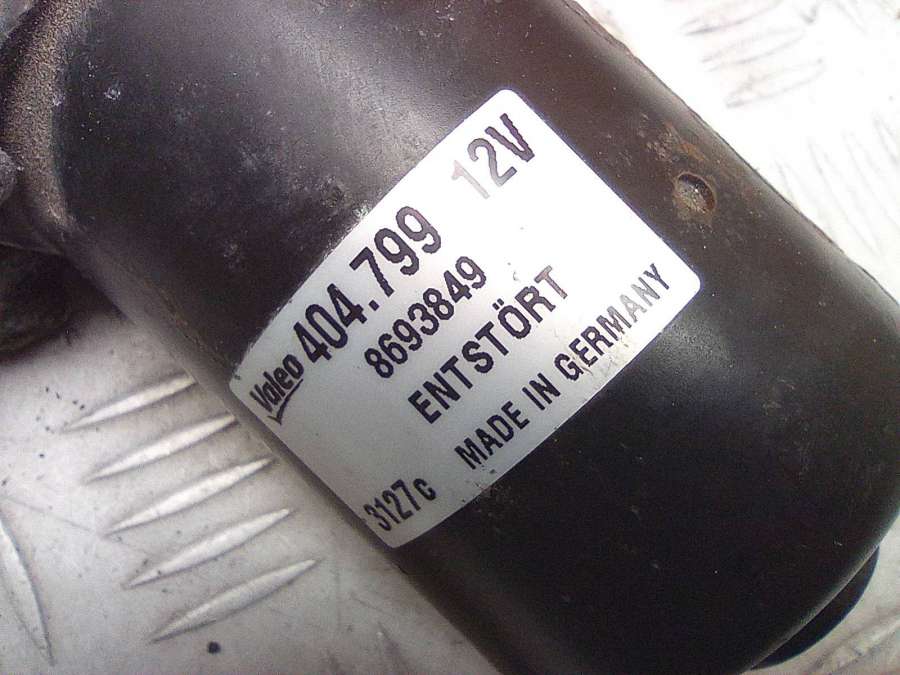 Valeo 404.799 12V
8693849
ENTSTÖRT
3127c MADE IN GERMANY